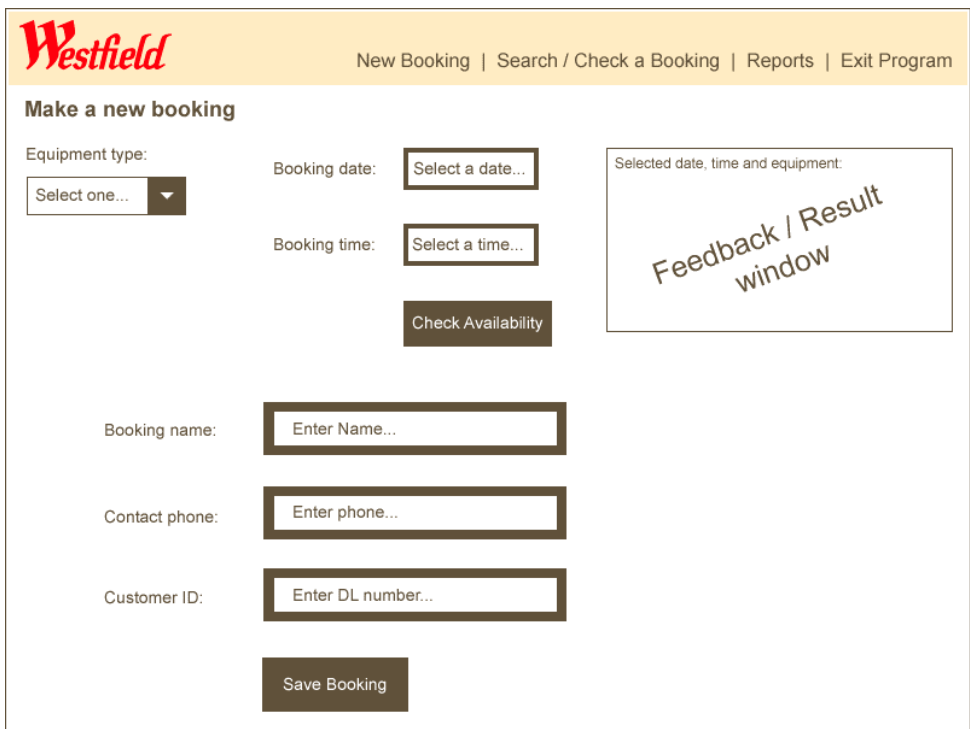 Westfield
New Booking | Search / Check a Booking | Reports | Exit Program
Make a new booking
Equipment type:
Select one...
Booking date:
Select a date...
Booking time:
Select a time...
Check Availability
Selected date, time and equipment:
Feedback / Result
window
Booking name:
Enter Name...
Contact phone:
Enter phone...
Customer ID:
Enter DL number...
Save Booking